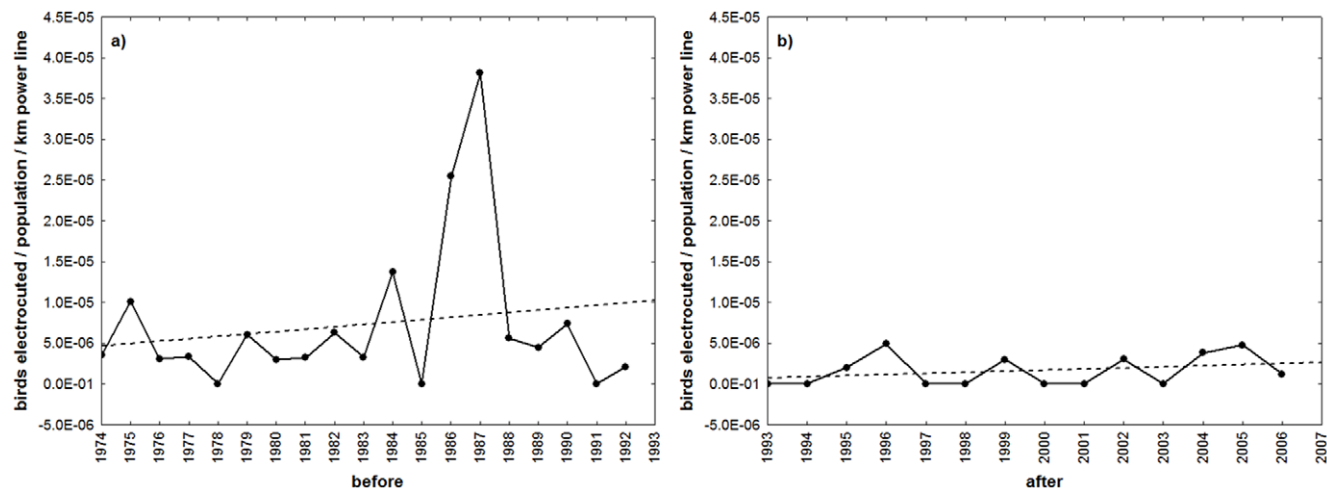 a)
birds electrocuted / population / km power line
4.5E-05
4.5E-05
4.5E-05
3.0E-05
2.5E-05
2.0E-05
1.5E-05
1.0E-05
5.0E-06
0.0E-01
-5.0E-06
1974
1975
1976
1977
1978
1979
1980
1981
1982
1983
1984
1985
1986
1987
1988
1989
1990
1991
1992
1993
before
b)
birds electrocuted / population / km power line
4.5E-05
4.5E-05
4.5E-05
3.0E-05
2.5E-05
2.0E-05
1.5E-05
1.0E-05
5.0E-06
0.0E-01
-5.0E-06
1993
1994
1995
1996
1997
1998
1999
2000
2001
2002
2003
2004
2005
2006
2007
after